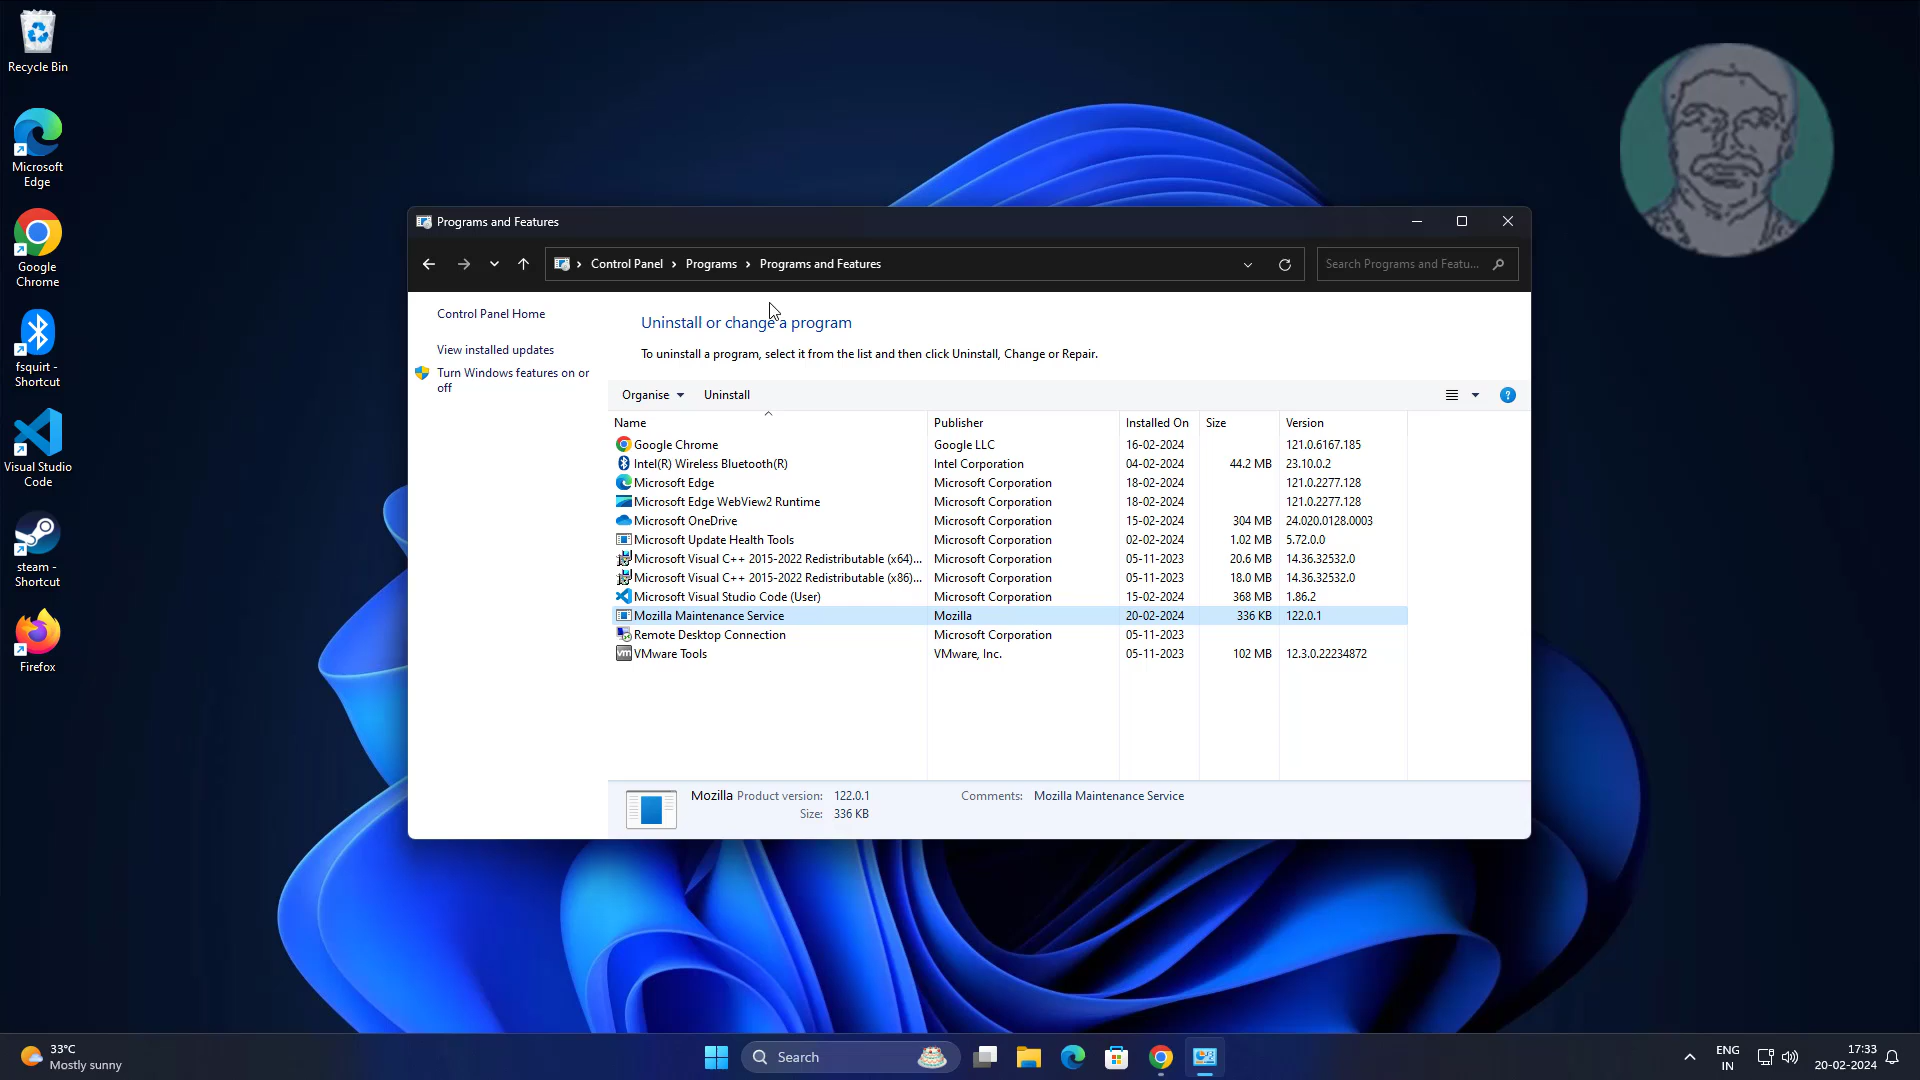 Recycle Bin
Microsoft
Edge
Google
Chrome
fsquirt -
Shortcut
Visual Studio
Code
steam -
Shortcut
Firefox
Programs and Features
Control Panel > Programs > Programs and Features
Search Programs and Featu...
Control Panel Home
View installed updates
Turn Windows features on or
off
Uninstall or change a program
To uninstall a program, select it from the list and then click Uninstall, Change or Repair.
Organise Uninstall
Name Publisher Installed On Size Version
Google Chrome Google LLC 16-02-2024 121.0.6167.185
Intel(R) Wireless Bluetooth(R) Intel Corporation 04-02-2024 44.2 MB 23.10.0.2
Microsoft Edge Microsoft Corporation 18-02-2024 121.0.2277.128
Microsoft Edge WebView2 Runtime Microsoft Corporation 18-02-2024 121.0.2277.128
Microsoft OneDrive Microsoft Corporation 15-02-2024 304 MB 24.020.0128.0003
Microsoft Update Health Tools Microsoft Corporation 02-02-2024 1.02 MB 5.72.0.0
Microsoft Visual C++ 2015-2022 Redistributable (x64)... Microsoft Corporation 05-11-2023 20.6 MB 14.36.32532.0
Microsoft Visual C++ 2015-2022 Redistributable (x86)... Microsoft Corporation 05-11-2023 18.0 MB 14.36.32532.0
Microsoft Visual Studio Code (User) Microsoft Corporation 15-02-2024 368 MB 1.86.2
Mozilla Maintenance Service Mozilla 20-02-2024 336 KB 122.0.1
Remote Desktop Connection Microsoft Corporation 05-11-2023
VMware Tools VMware, Inc. 05-11-2023 102 MB 12.3.0.22234872
Mozilla Product version: 122.0.1 Comments: Mozilla Maintenance Service
Size: 336 KB
33°C
Mostly sunny
Search
ENG
IN
17:33
20-02-2024